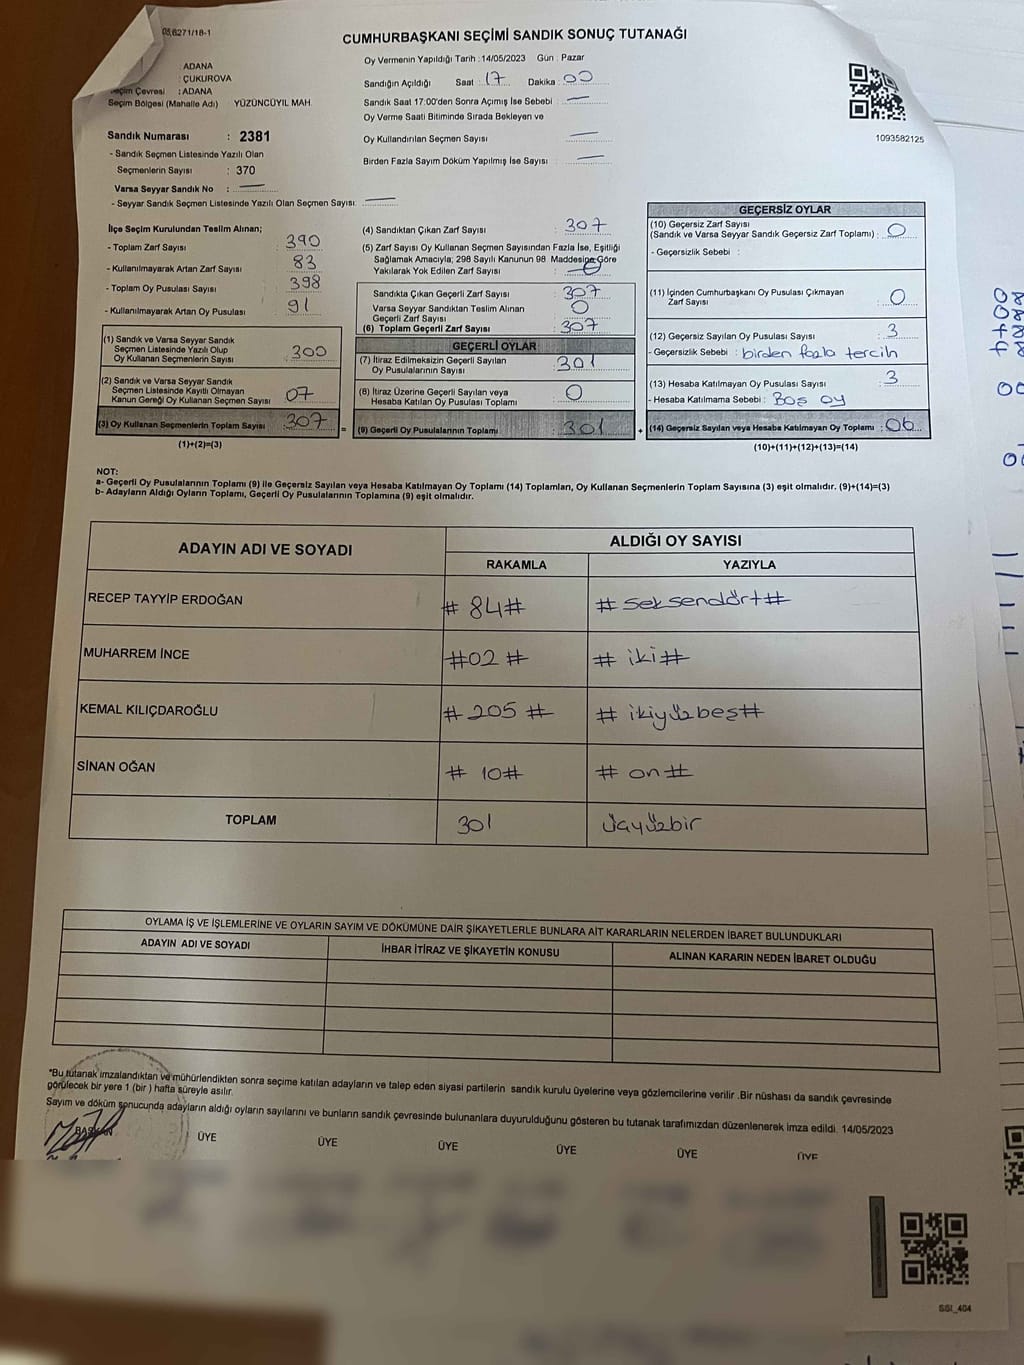 08.6271/18-1
CUMHURBAŞKANI SEÇİMİ SANDIK SONUÇ TUTANAĞI
ADANA
: ÇUKUROVA
Seçim Çevresi : ADANA
Seçim Bölgesi (Mahalle Adı) YÜZÜNCÜYIL MAH.
Oy Vermenin Yapıldığı Tarih : 14/05/2023 Gün : Pazar
Sandığın Açıldığı Saat : 17 Dakika : 00
Sandık Saat 17:00'den Sonra Açımış İse Sebebi : —
Oy Verme Saati Bitiminde Sırada Bekleyen ve
Oy Kullandırılan Seçmen Sayısı —
Birden Fazla Sayım Döküm Yapılmış İse Sayısı : —
1093582125
Sandık Numarası : 2381
- Sandık Seçmen Listesinde Yazılı Olan
Seçmenlerin Sayısı : 370
Varsa Seyyar Sandık No : —
- Seyyar Sandık Seçmen Listesinde Yazılı Olan Seçmen Sayısı: —
İlçe Seçim Kurulundan Teslim Alınan;
- Toplam Zarf Sayısı : 390
- Kullanılmayarak Artan Zarf Sayısı : 83
- Toplam Oy Pusulası Sayısı : 398
- Kullanılmayarak Artan Oy Pusulası : 91
(1) Sandık ve Varsa Seyyar Sandık
Seçmen Listesinde Yazılı Olup
Oy Kullanan Seçmenlerin Sayısı : 300
(2) Sandık ve Varsa Seyyar Sandık
Seçmen Listesinde Kayıtlı Olmayan
Kanun Gereği Oy Kullanan Seçmen Sayısı : 07
(3) Oy Kullanan Seçmenlerin Toplam Sayısı : 307
(1)+(2)=(3)
(4) Sandıktan Çıkan Zarf Sayısı : 307
(5) Zarf Sayısı Oy Kullanan Seçmen Sayısından Fazla İse, Eşitliği
Sağlamak Amacıyla; 298 Sayılı Kanunun 98 Maddesine Göre
Yakılarak Yok Edilen Zarf Sayısı : 0
Sandıkta Çıkan Geçerli Zarf Sayısı : 307
Varsa Seyyar Sandıktan Teslim Alınan
Geçerli Zarf Sayısı : 0
(6) Toplam Geçerli Zarf Sayısı : 307
GEÇERLİ OYLAR
(7) İtiraz Edilmeksizin Geçerli Sayılan
Oy Pusulalarının Sayısı : 301
(8) İtiraz Üzerine Geçerli Sayılan veya
Hesaba Katılan Oy Pusulası Toplamı : 0
= (9) Geçerli Oy Pusulalarının Toplamı : 301 +
GEÇERSİZ OYLAR
(10) Geçersiz Zarf Sayısı
(Sandık ve Varsa Seyyar Sandık Geçersiz Zarf Toplamı) : 0
- Geçersizlik Sebebi :
(11) İçinden Cumhurbaşkanı Oy Pusulası Çıkmayan
Zarf Sayısı : 0
(12) Geçersiz Sayılan Oy Pusulası Sayısı : 3
- Geçersizlik Sebebi : birden fazla tercih
(13) Hesaba Katılmayan Oy Pusulası Sayısı : 3
- Hesaba Katılmama Sebebi : Boş oy
(14) Geçersiz Sayılan veya Hesaba Katılmayan Oy Toplamı : 06
(10)+(11)+(12)+(13)=(14)
NOT:
a- Geçerli Oy Pusulalarının Toplamı (9) ile Geçersiz Sayılan veya Hesaba Katılmayan Oy Toplamı (14) Toplamları, Oy Kullanan Seçmenlerin Toplam Sayısına (3) eşit olmalıdır. (9)+(14)=(3)
b- Adayların Aldığı Oyların Toplamı, Geçerli Oy Pusulalarının Toplamına (9) eşit olmalıdır.
ADAYIN ADI VE SOYADI ALDIĞI OY SAYISI
RAKAMLA YAZIYLA
RECEP TAYYİP ERDOĞAN # 84# # seksendört#
MUHARREM İNCE #02 # # iki#
KEMAL KILIÇDAROĞLU # 205 # # ikiyüzbeş#
SİNAN OĞAN # 10# # on#
TOPLAM 301 üçyüzbir
OYLAMA İŞ VE İŞLEMLERİNE VE OYLARIN SAYIM VE DÖKÜMÜNE DAİR ŞİKAYETLERLE BUNLARA AİT KARARLARIN NELERDEN İBARET BULUNDUKLARI
ADAYIN ADI VE SOYADI İHBAR İTİRAZ VE ŞİKAYETİN KONUSU ALINAN KARARIN NEDEN İBARET OLDUĞU
*Bu tutanak imzalandıktan ve mühürlendikten sonra seçime katılan adayların ve talep eden siyasi partilerin sandık kurulu üyelerine veya gözlemcilerine verilir .Bir nüshası da sandık çevresinde
görülecek bir yere 1 (bir ) hafta süreyle asılır.
Sayım ve döküm sonucunda adayların aldığı oyların sayılarını ve bunların sandık çevresinde bulunanlara duyurulduğunu gösteren bu tutanak tarafımızdan düzenlenerek imza edildi. 14/05/2023
BAŞKAN ÜYE ÜYE ÜYE ÜYE ÜYE ÜYE
SGI_404